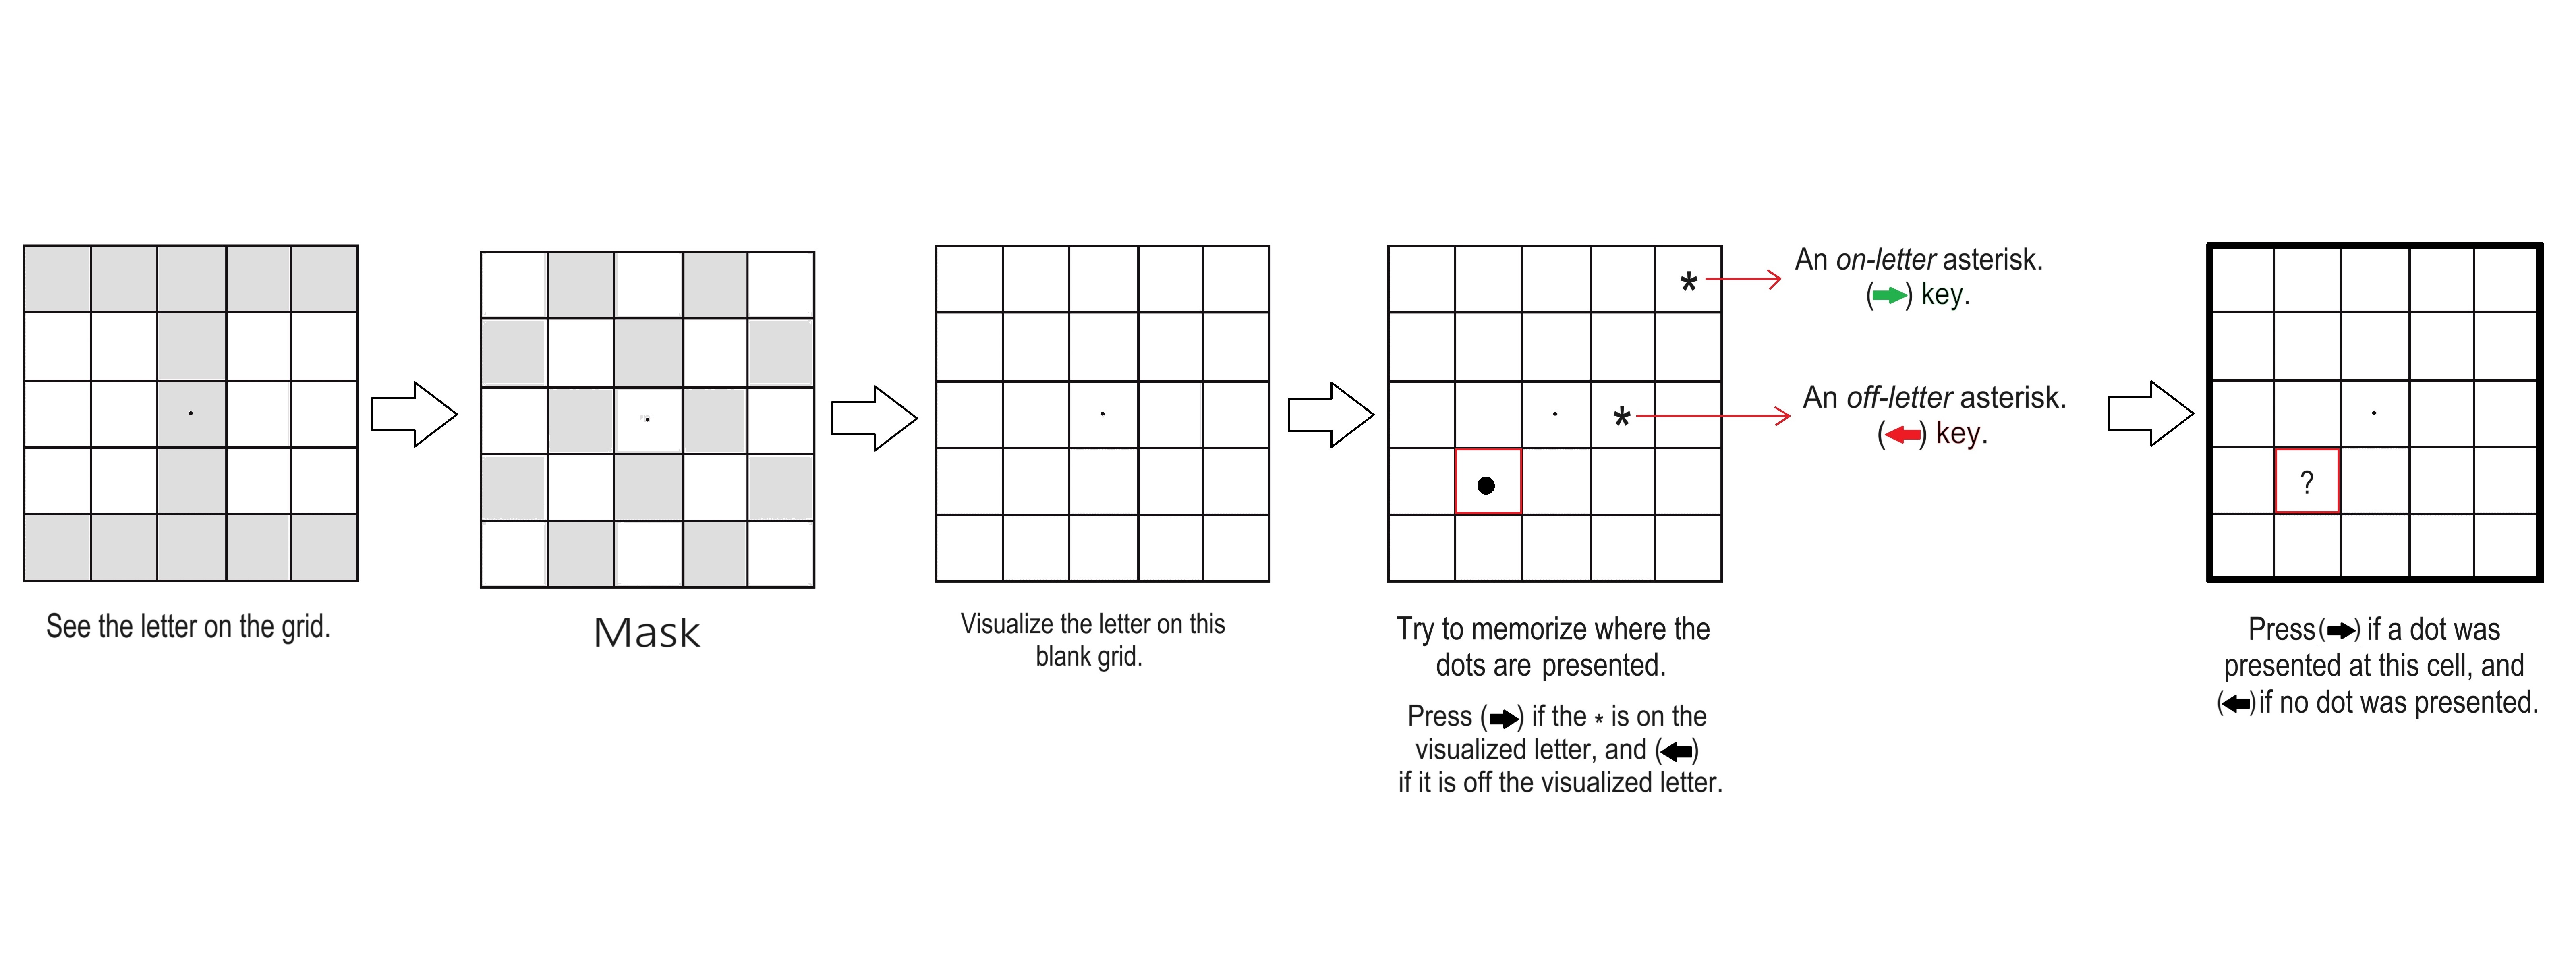 See the letter on the grid.
Mask
Visualize the letter on this
blank grid.
*
*
Try to memorize where the
dots are presented.
Press (➡) if the * is on the
visualized letter, and (⬅)
if it is off the visualized letter.
An on-letter asterisk.
(➡) key.
An off-letter asterisk.
(⬅) key.
?
Press(➡) if a dot was
presented at this cell, and
(⬅)if no dot was presented.